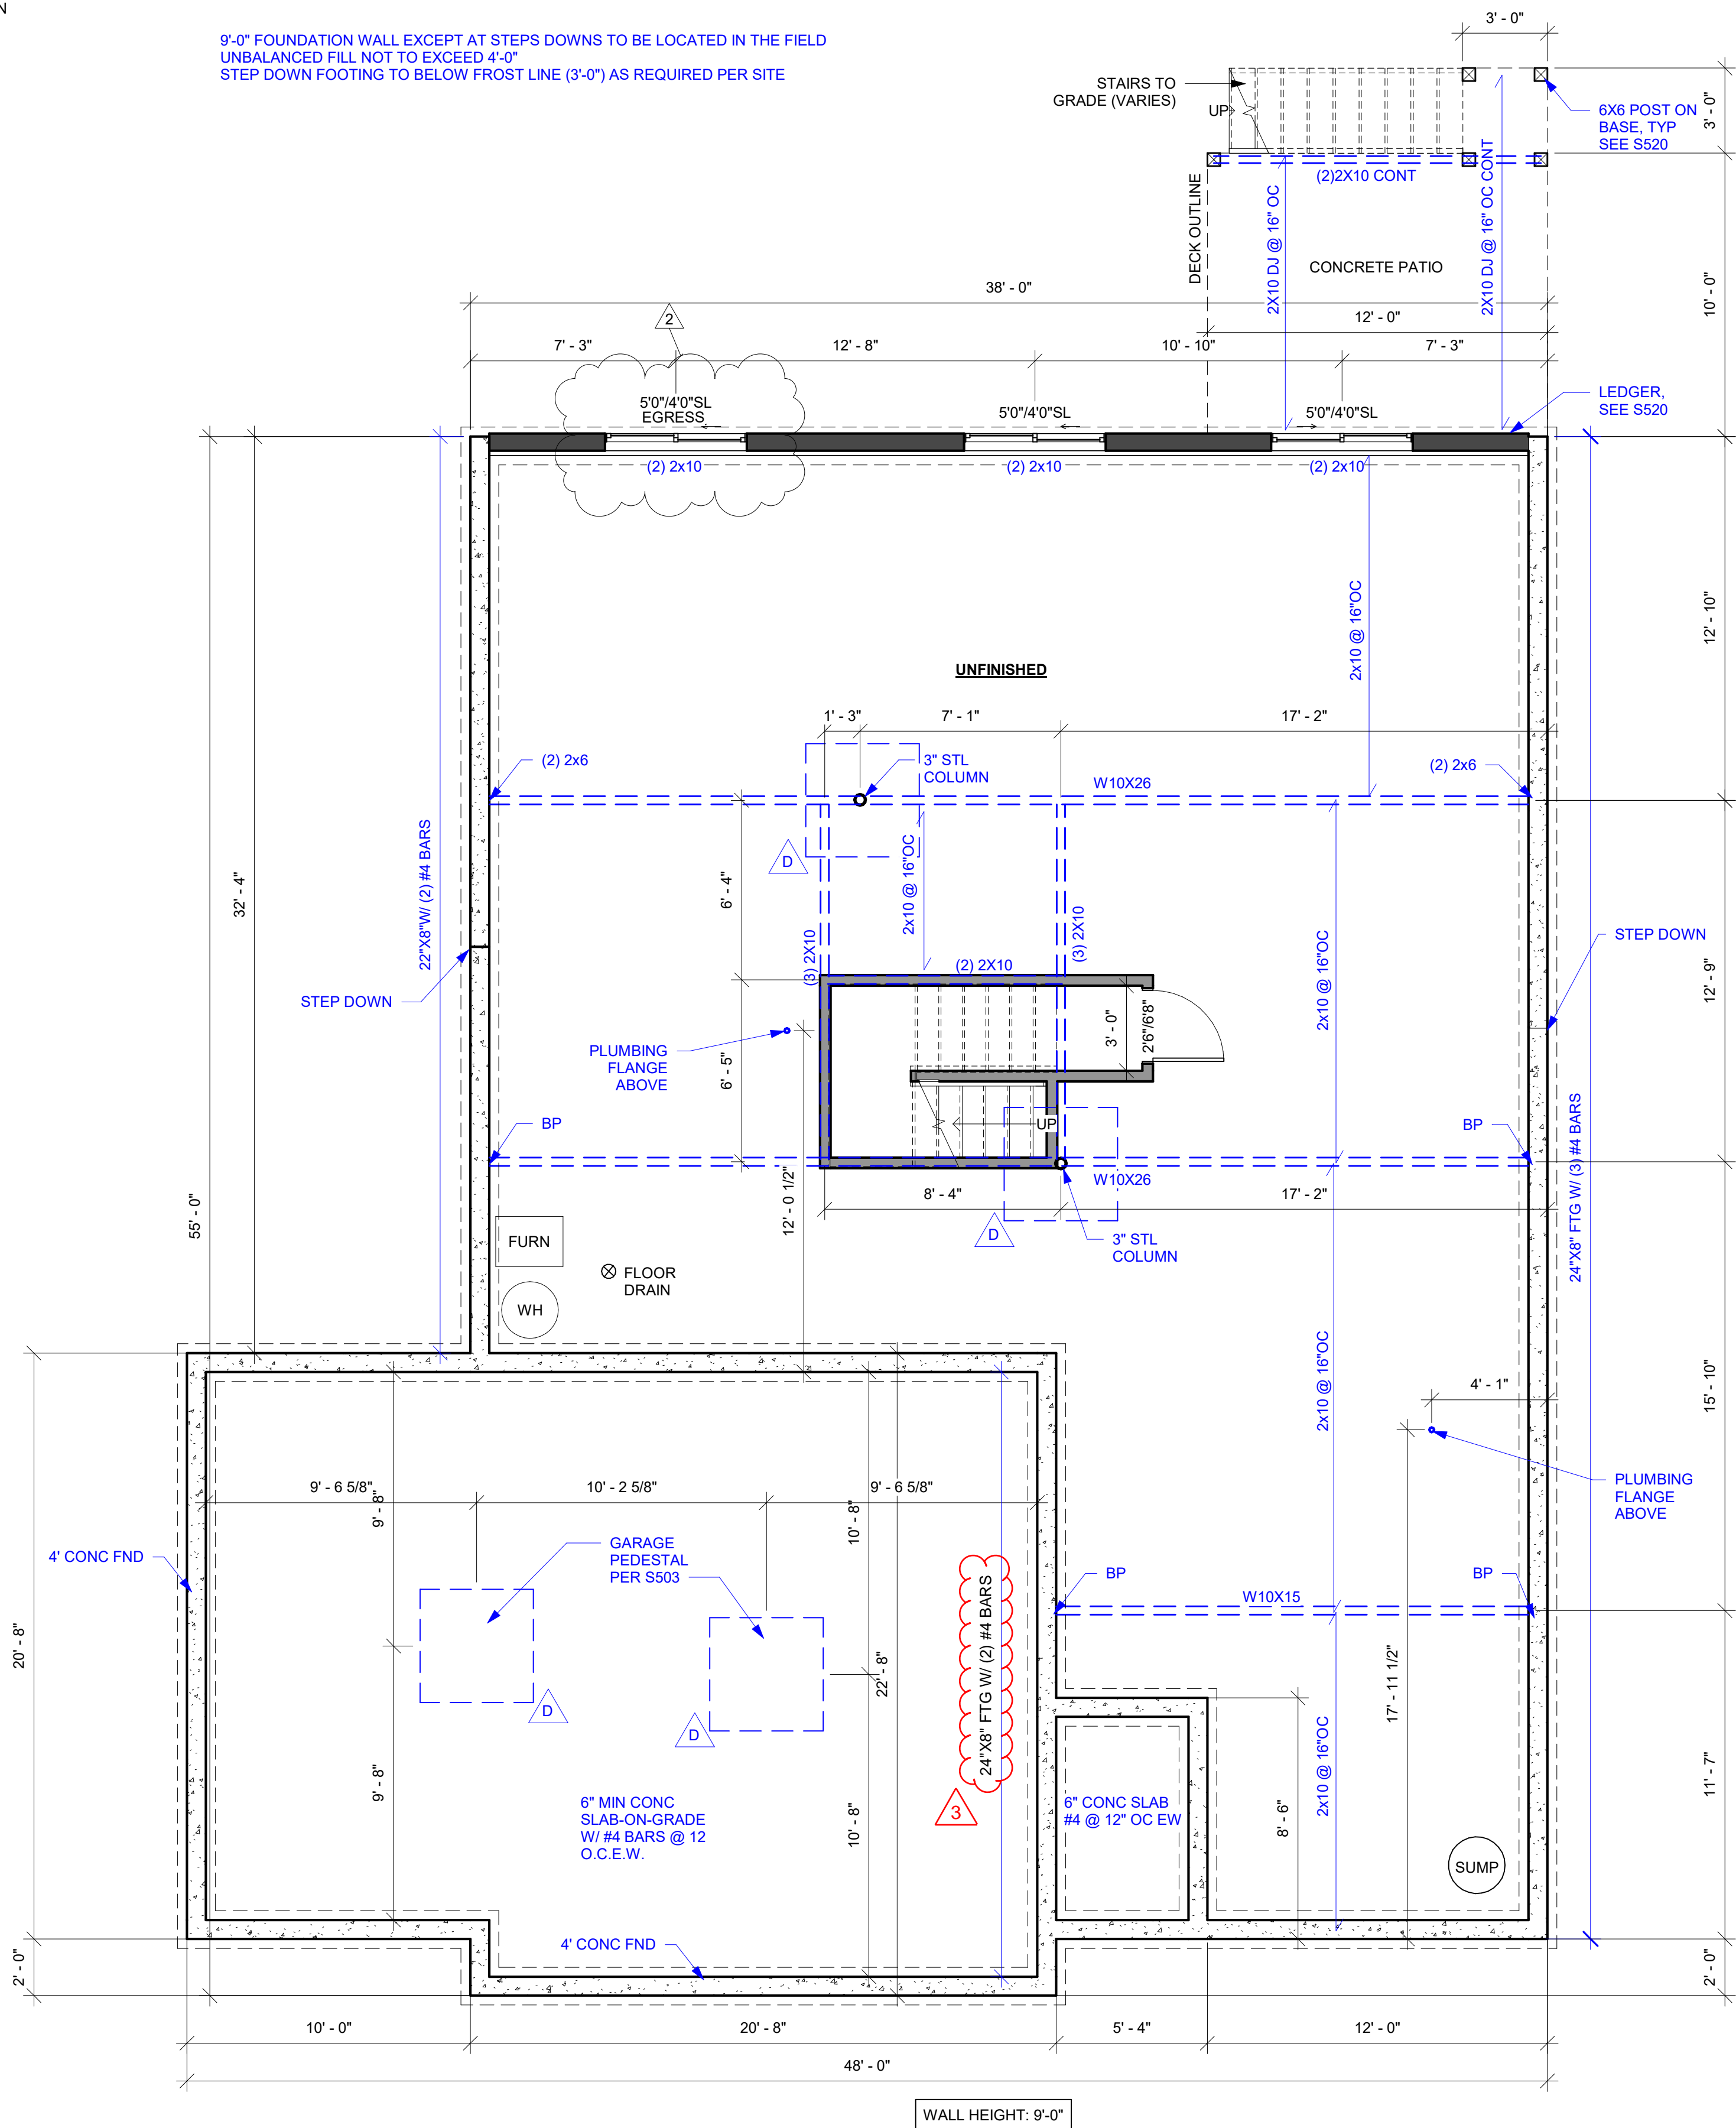 N
9'-0" FOUNDATION WALL EXCEPT AT STEPS DOWNS TO BE LOCATED IN THE FIELD
UNBALANCED FILL NOT TO EXCEED 4'-0"
STEP DOWN FOOTING TO BELOW FROST LINE (3'-0") AS REQUIRED PER SITE
3' - 0"
STAIRS TO
GRADE (VARIES)
UP
6X6 POST ON
BASE, TYP
SEE S520
3' - 0"
(2)2X10 CONT
DECK OUTLINE
2X10 DJ @ 16" OC
2X10 DJ @ 16" OC CONT
CONCRETE PATIO
10' - 0"
38' - 0"
12' - 0"
2
7' - 3"
12' - 8"
10' - 10"
7' - 3"
5'0"/4'0"SL
EGRESS
5'0"/4'0"SL
5'0"/4'0"SL
LEDGER,
SEE S520
(2) 2x10
(2) 2x10
(2) 2x10
2x10 @ 16"OC
12' - 10"
UNFINISHED
1' - 3"
7' - 1"
17' - 2"
(2) 2x6
3" STL
COLUMN
W10X26
(2) 2x6
D
22"X8"W/ (2) #4 BARS
32' - 4"
6' - 4"
2x10 @ 16"OC
(3) 2X10
(3) 2X10
(2) 2X10
2x10 @ 16"OC
STEP DOWN
12' - 9"
STEP DOWN
3' - 0"
2'6"/6'8"
PLUMBING
FLANGE
ABOVE
6' - 5"
UP
BP
BP
24"X8" FTG W/ (3) #4 BARS
W10X26
8' - 4"
17' - 2"
12' - 0 1/2"
55' - 0"
D
3" STL
COLUMN
FURN
FLOOR
DRAIN
WH
2x10 @ 16"OC
4' - 1"
15' - 10"
PLUMBING
FLANGE
ABOVE
9' - 6 5/8"
10' - 2 5/8"
9' - 6 5/8"
9' - 8"
10' - 8"
4' CONC FND
GARAGE
PEDESTAL
PER S503
BP
BP
W10X15
24"X8" FTG W/ (2) #4 BARS
20' - 8"
22' - 8"
17' - 11 1/2"
D
D
9' - 8"
6" MIN CONC
SLAB-ON-GRADE
W/ #4 BARS @ 12
O.C.E.W.
10' - 8"
3
6" CONC SLAB
#4 @ 12" OC EW
8' - 6"
2x10 @ 16"OC
11' - 7"
SUMP
4' CONC FND
2' - 0"
2' - 0"
10' - 0"
20' - 8"
5' - 4"
12' - 0"
48' - 0"
WALL HEIGHT: 9'-0"